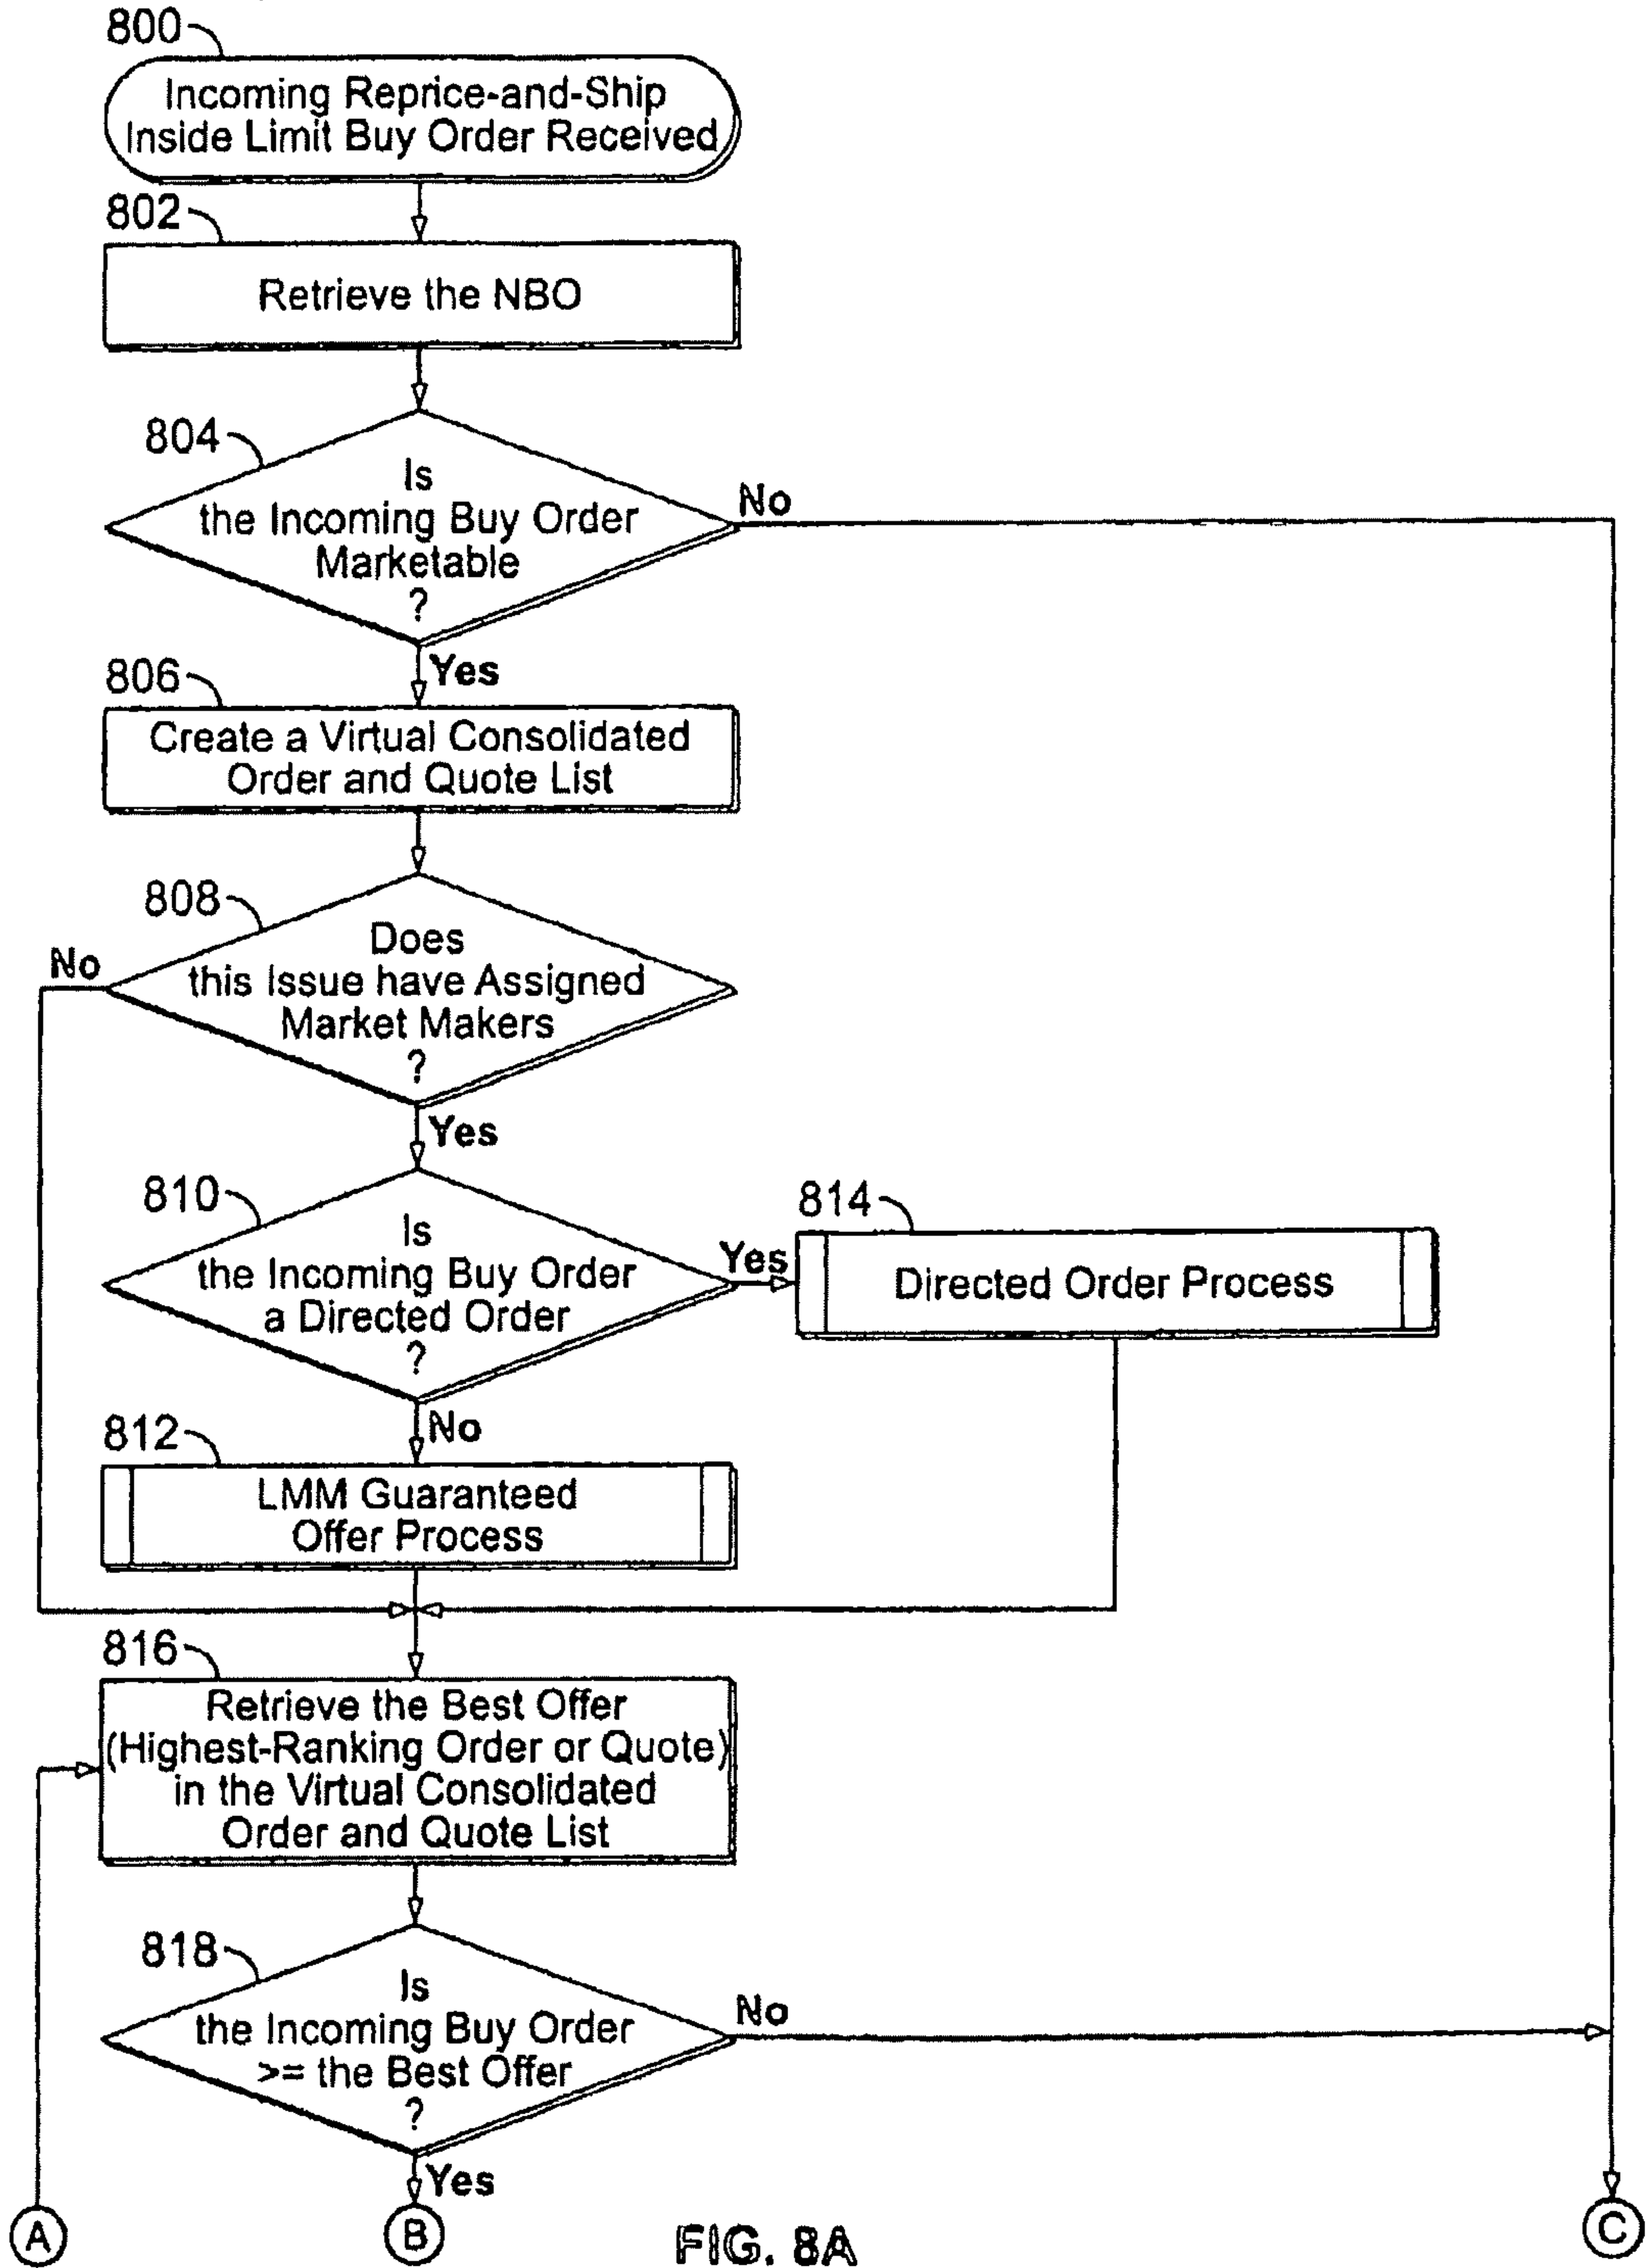 800
Incoming Reprice-and-Ship
Inside Limit Buy Order Received
802
Retrieve the NBO
804
Is
the Incoming Buy Order
Marketable
?
No
Yes
806
Create a Virtual Consolidated
Order and Quote List
808
Does
this Issue have Assigned
Market Makers
?
No
Yes
810
Is
the Incoming Buy Order
a Directed Order
?
Yes
814
Directed Order Process
No
812
LMM Guaranteed
Offer Process
816
Retrieve the Best Offer
(Highest-Ranking Order or Quote)
in the Virtual Consolidated
Order and Quote List
818
Is
the Incoming Buy Order
>= the Best Offer
?
No
Yes
A
B
C
FIG. 8A